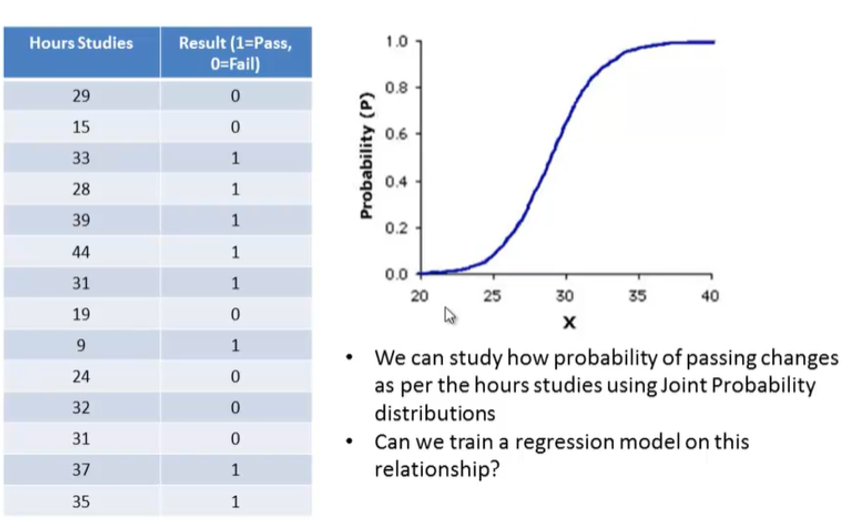 Hours Studies Result (1=Pass,
0=Fail)
29 0
15 0
33 1
28 1
39 1
44 1
31 1
19 0
9 1
24 0
32 0
31 0
37 1
35 1
Probability (P)
1.0
0.8
0.6
0.4
0.2
0.0
20 25 30 35 40
X
• We can study how probability of passing changes
as per the hours studies using Joint Probability
distributions
• Can we train a regression model on this
relationship?